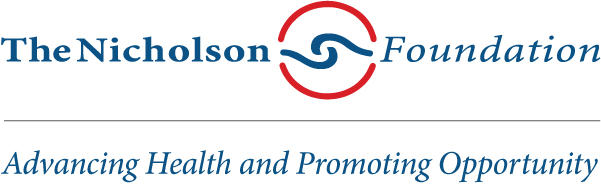 The Nicholson Foundation
Advancing Health and Promoting Opportunity